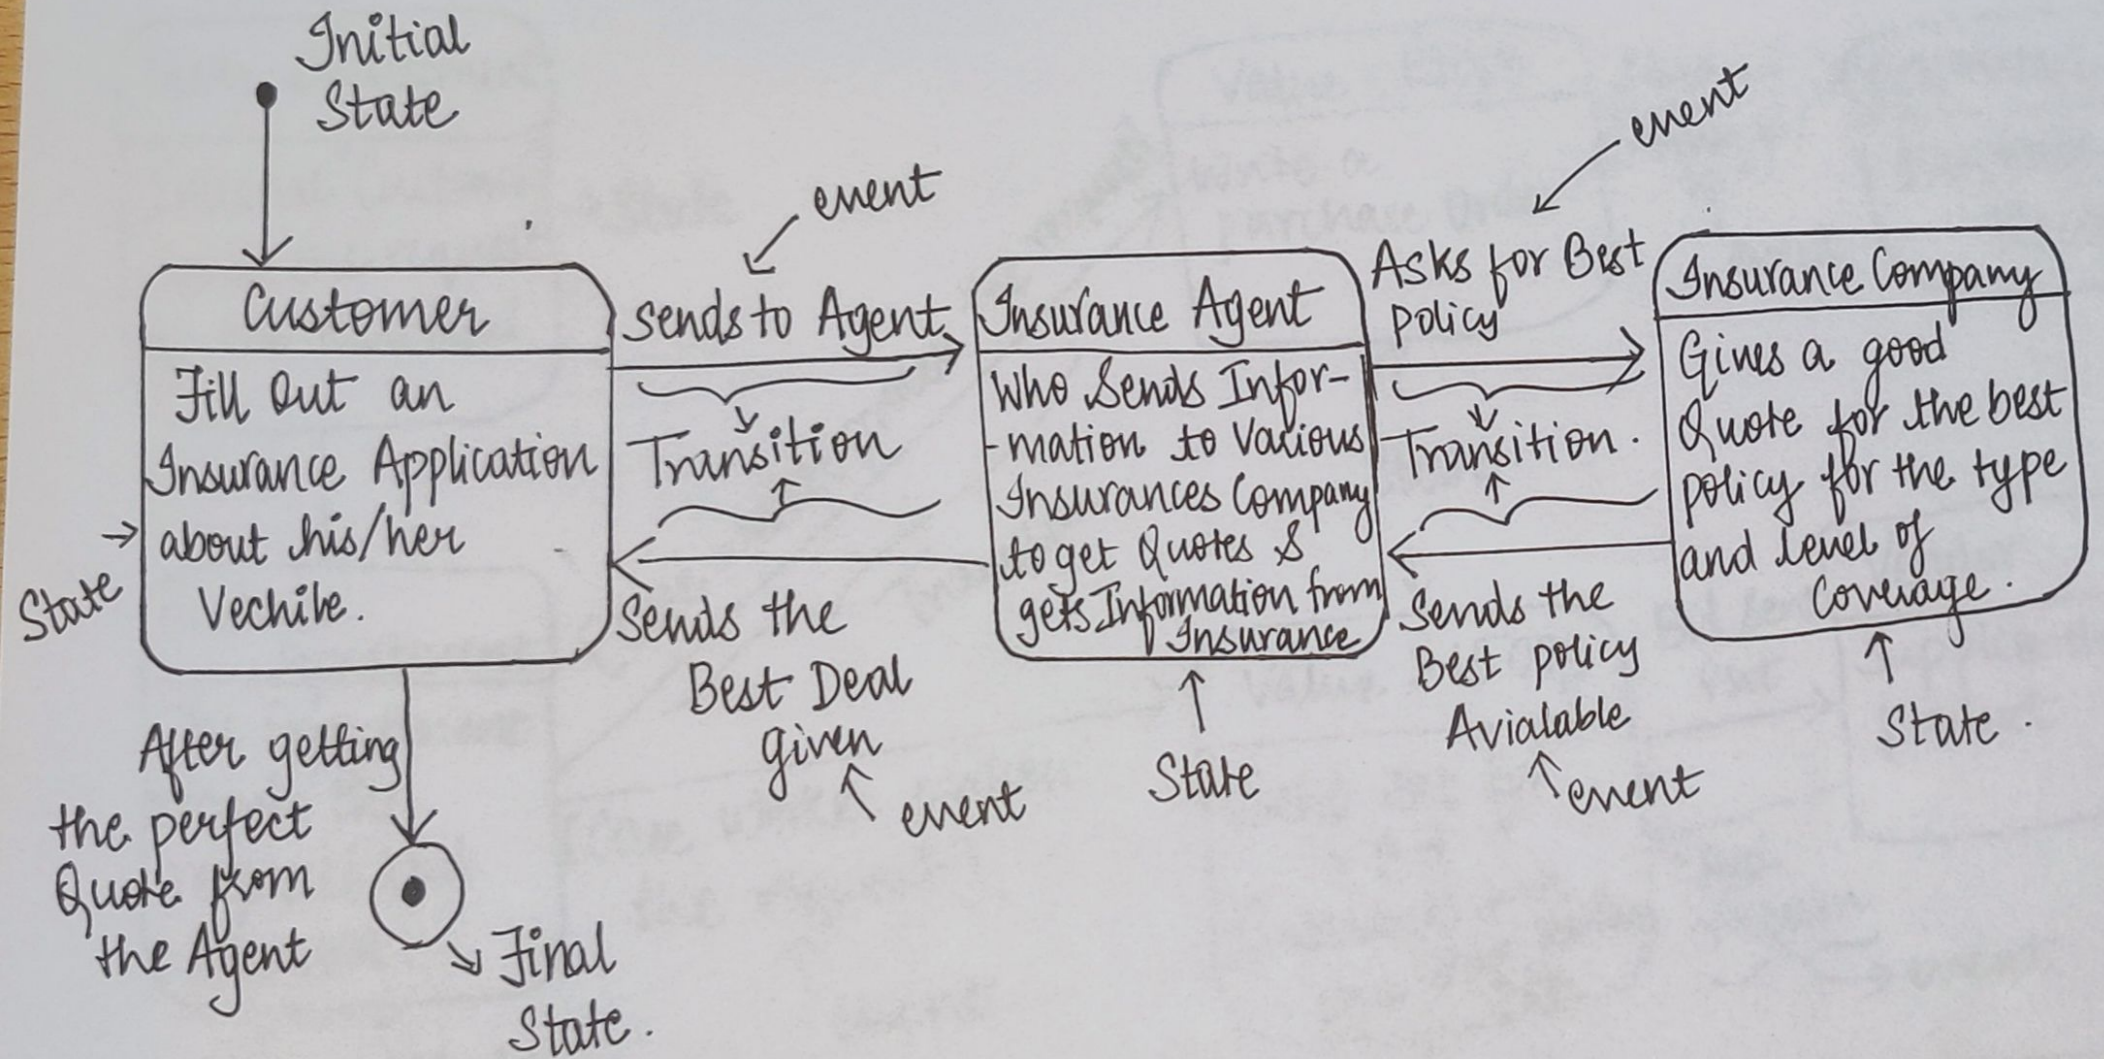 Initial
State
event
event
Customer
Fill Out an
Insurance Application
about his/her
Vechile.
State
sends to Agent
Transition
Sends the
Best Deal
given
event
Insurance Agent
Who Sends Infor-
-mation to Various
Insurances Company
to get Quotes &
gets Information from
Insurance
State
Asks for Best
policy
Transition.
Sends the
Best policy
Avialable
event
Insurance Company
Gives a good
Quote for the best
policy for the type
and level of
Coverage.
State.
After getting
the perfect
Quote from
the Agent
Final
State.